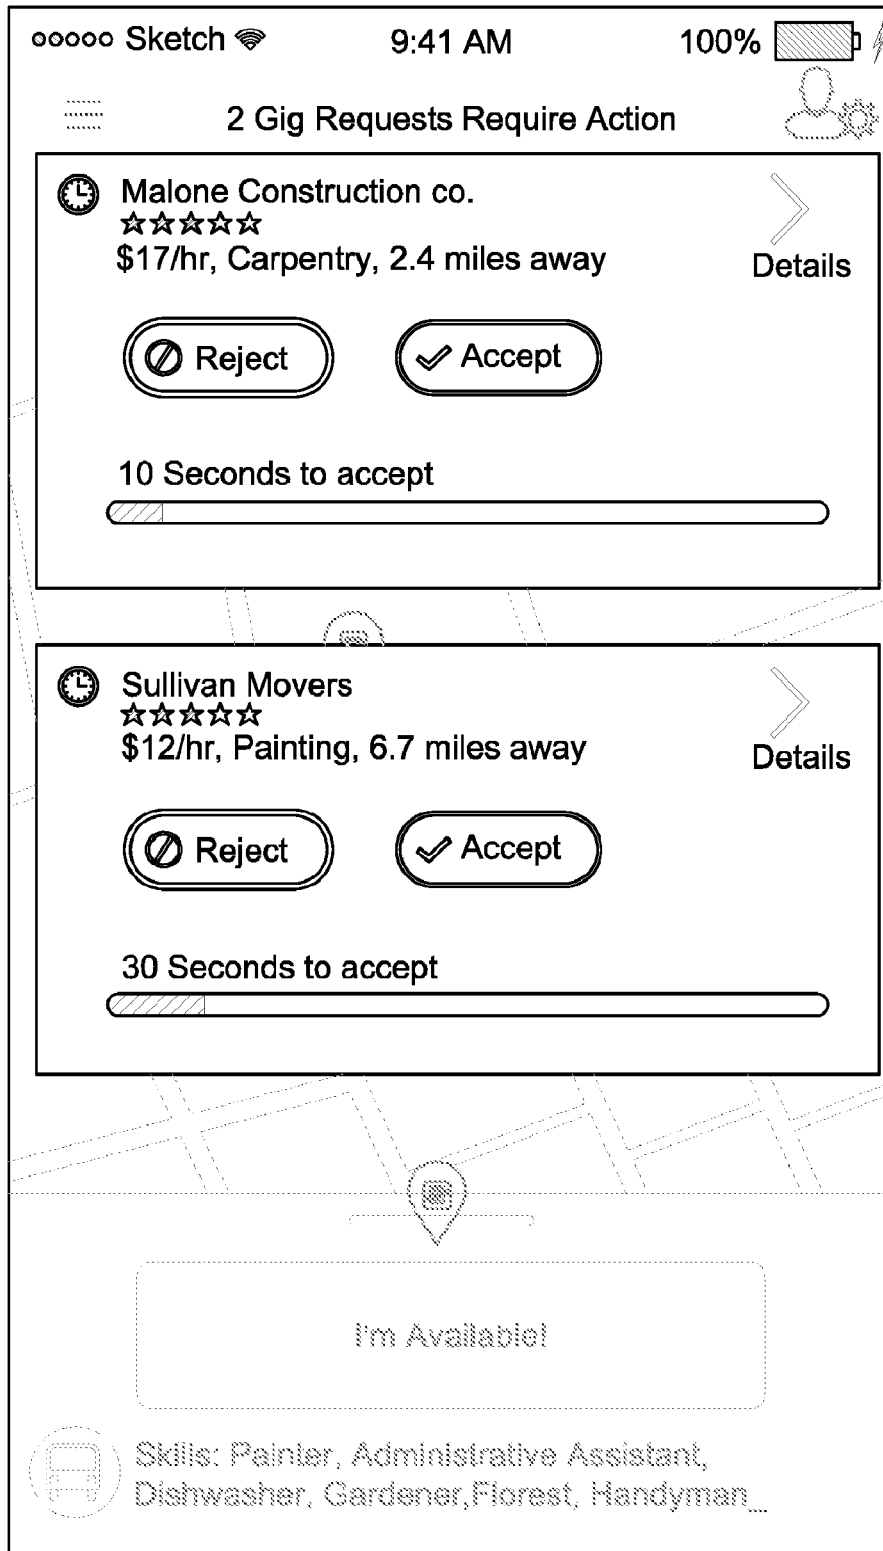 ooooo Sketch 9:41 AM 100%
2 Gig Requests Require Action
Malone Construction co.
$17/hr, Carpentry, 2.4 miles away
Details
Reject
Accept
10 Seconds to accept
Sullivan Movers
$12/hr, Painting, 6.7 miles away
Details
Reject
Accept
30 Seconds to accept
I'm Available!
Skills: Painter, Administrative Assistant,
Dishwasher, Gardener,Florest, Handyman_